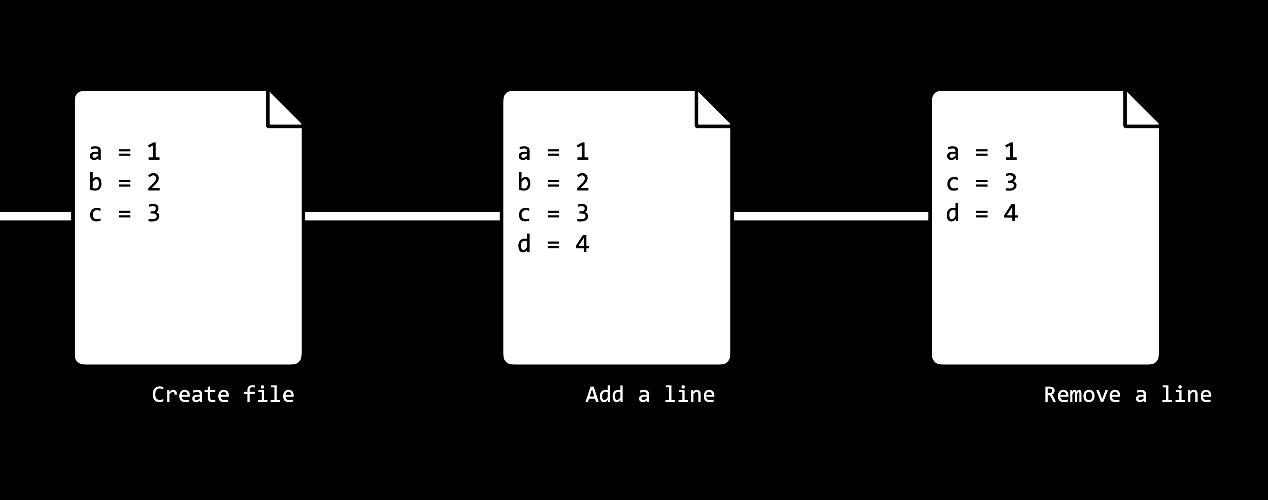 a = 1
b = 2
c = 3
Create file
a = 1
b = 2
c = 3
d = 4
Add a line
a = 1
c = 3
d = 4
Remove a line